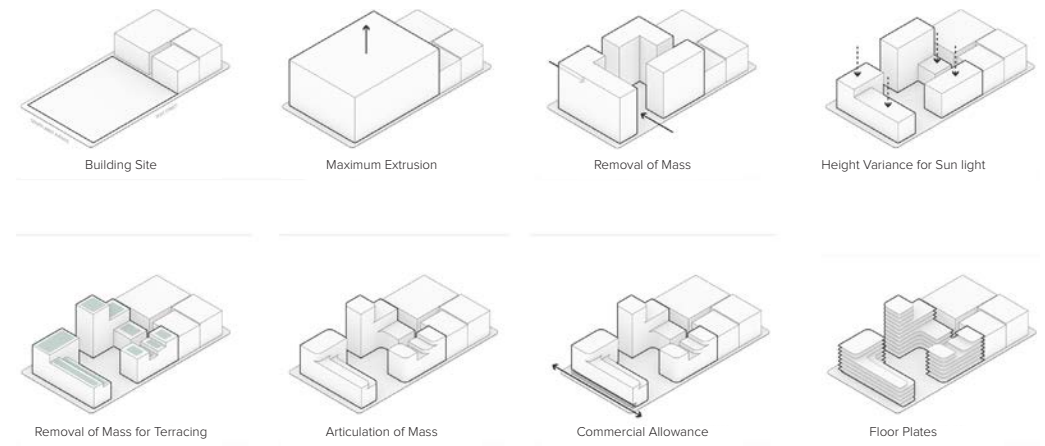 Building Site
Maximum Extrusion
Removal of Mass
Height Variance for Sun light
Removal of Mass for Terracing
Articulation of Mass
Commercial Allowance
Floor Plates